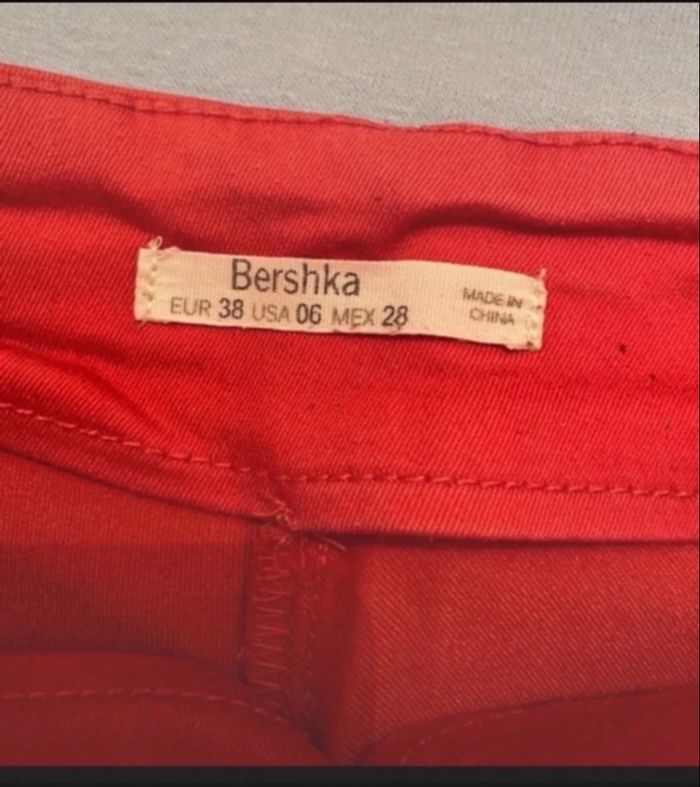 Bershka
EUR 38 USA 06 MEX 28
MADE IN
CHINA